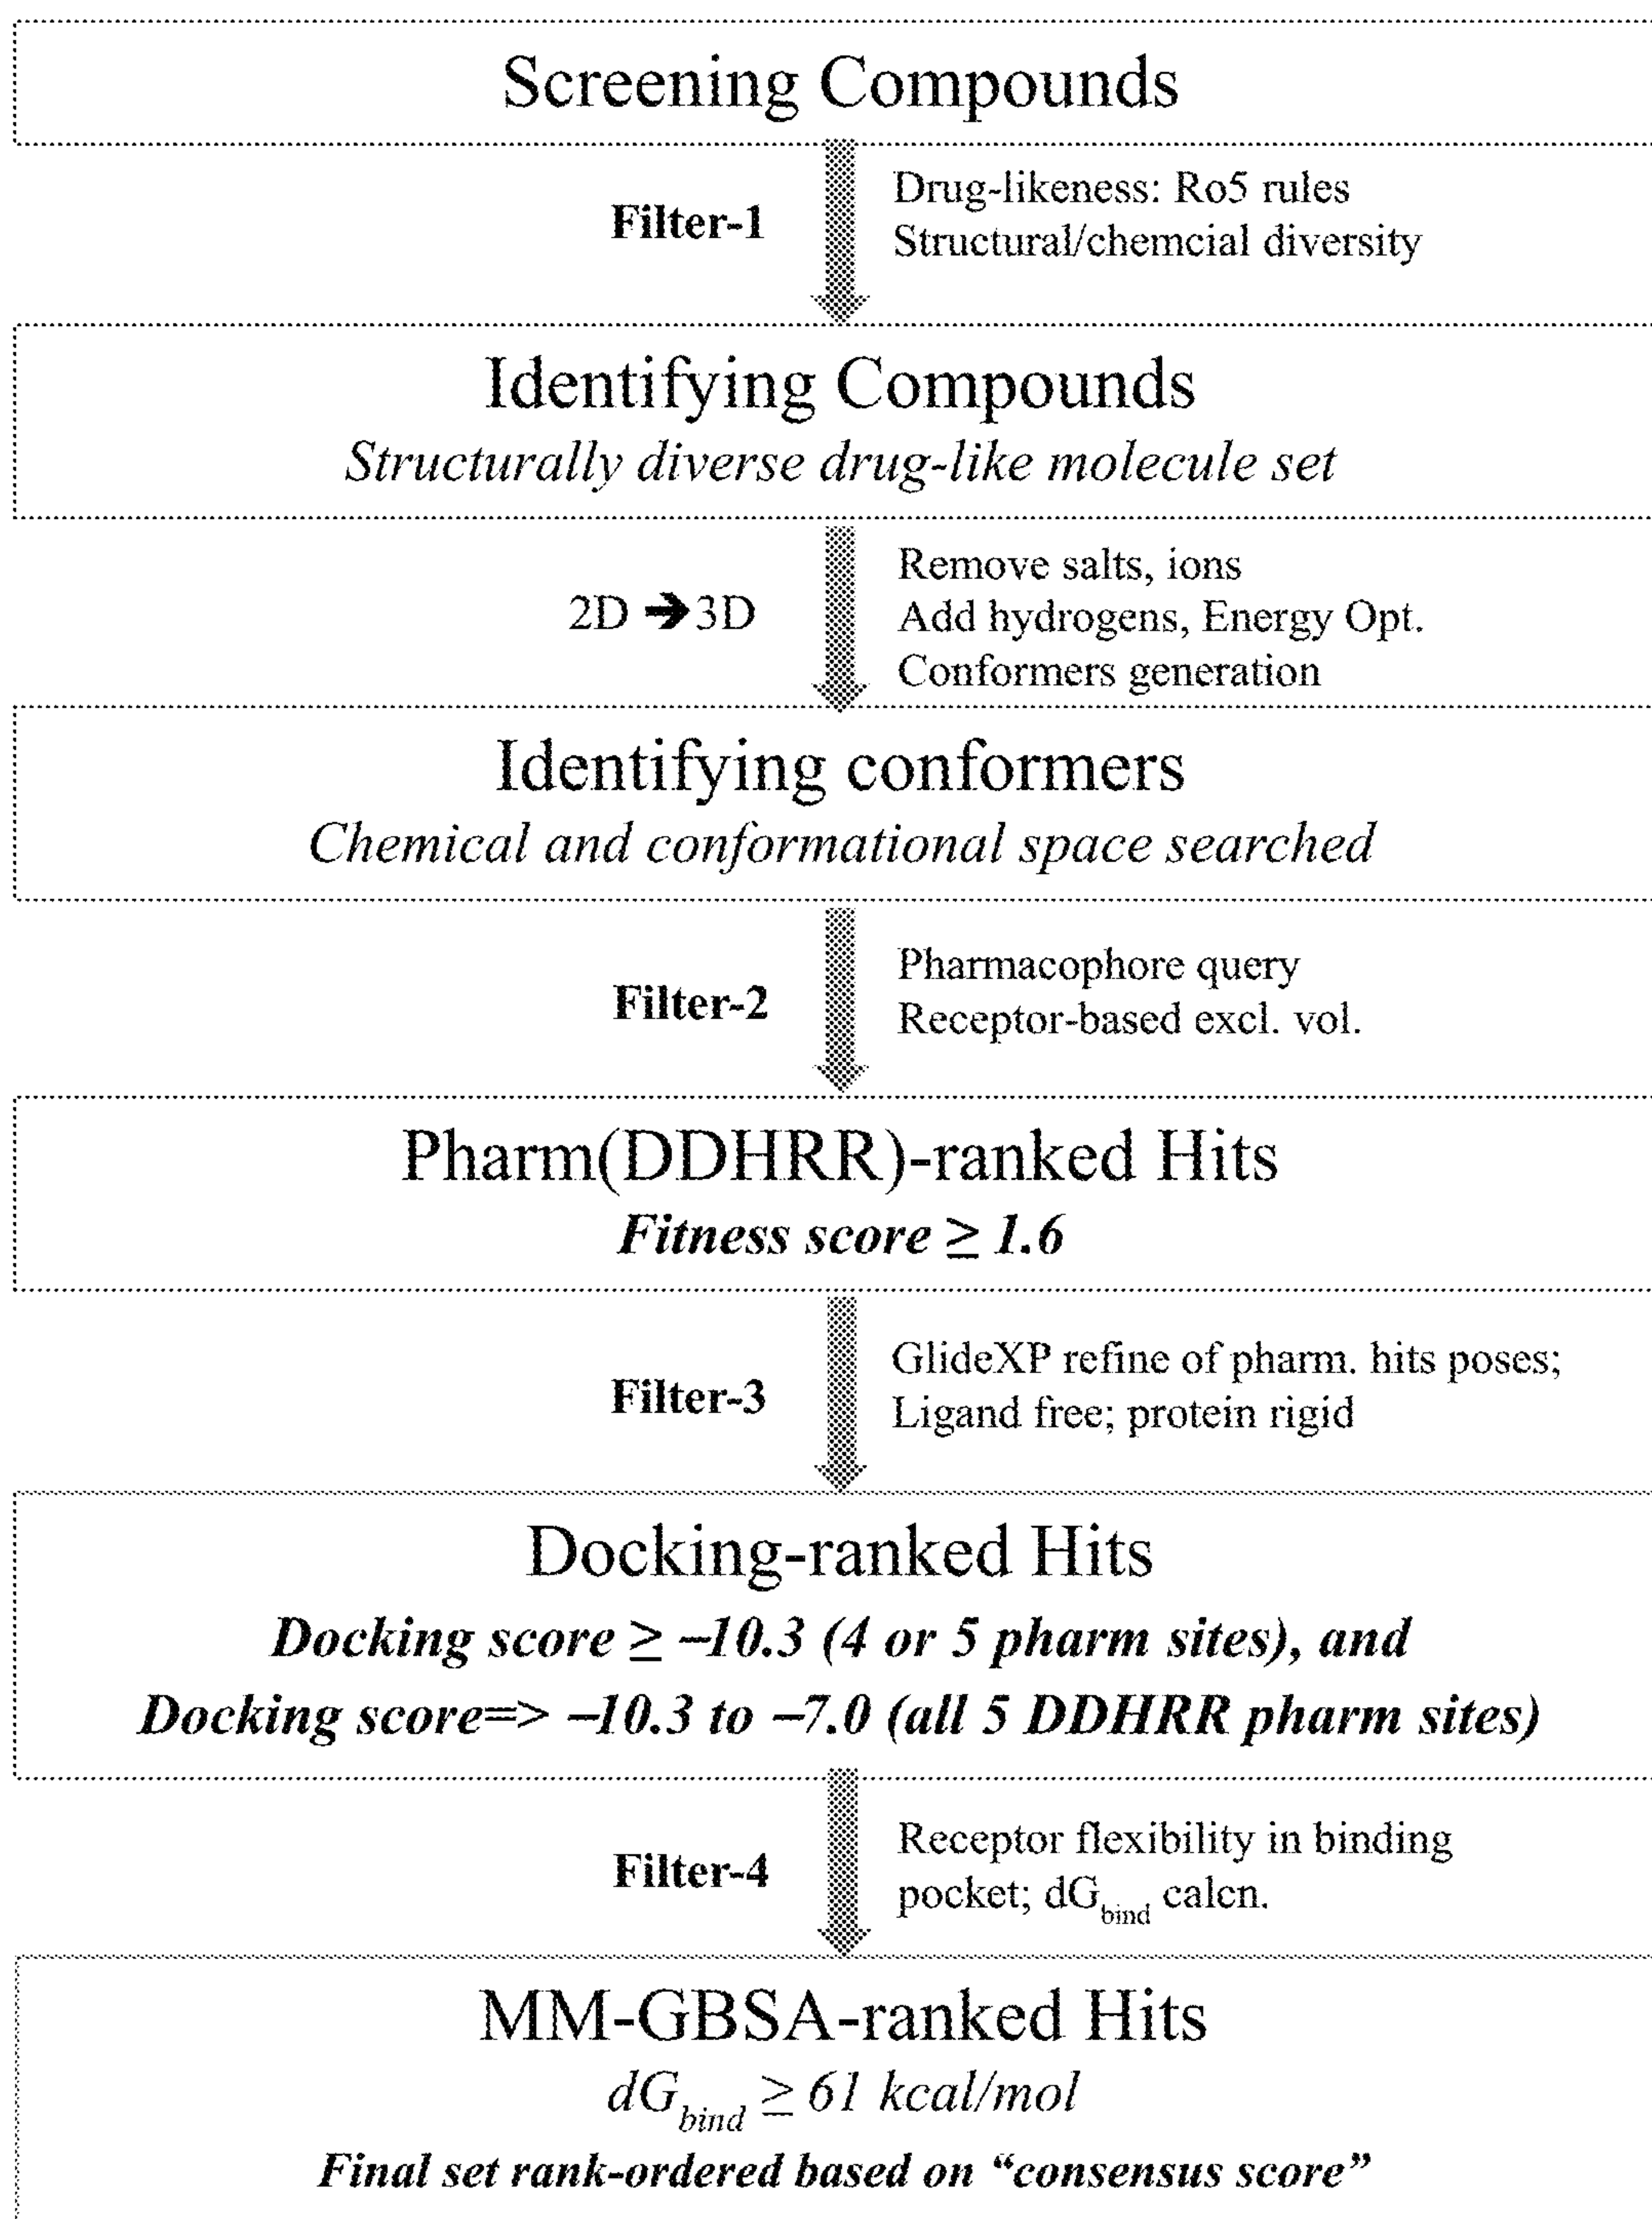 Screening Compounds
Filter-1
Drug-likeness: Ro5 rules
Structural/chemcial diversity
Identifying Compounds
Structurally diverse drug-like molecule set
2D ➔ 3D
Remove salts, ions
Add hydrogens, Energy Opt.
Conformers generation
Identifying conformers
Chemical and conformational space searched
Filter-2
Pharmacophore query
Receptor-based excl. vol.
Pharm(DDHRR)-ranked Hits
Fitness score ≥ 1.6
Filter-3
GlideXP refine of pharm. hits poses;
Ligand free; protein rigid
Docking-ranked Hits
Docking score ≥ –10.3 (4 or 5 pharm sites), and
Docking score=> –10.3 to –7.0 (all 5 DDHRR pharm sites)
Filter-4
Receptor flexibility in binding
pocket; dGbind calcn.
MM-GBSA-ranked Hits
dGbind ≥ 61 kcal/mol
Final set rank-ordered based on “consensus score”